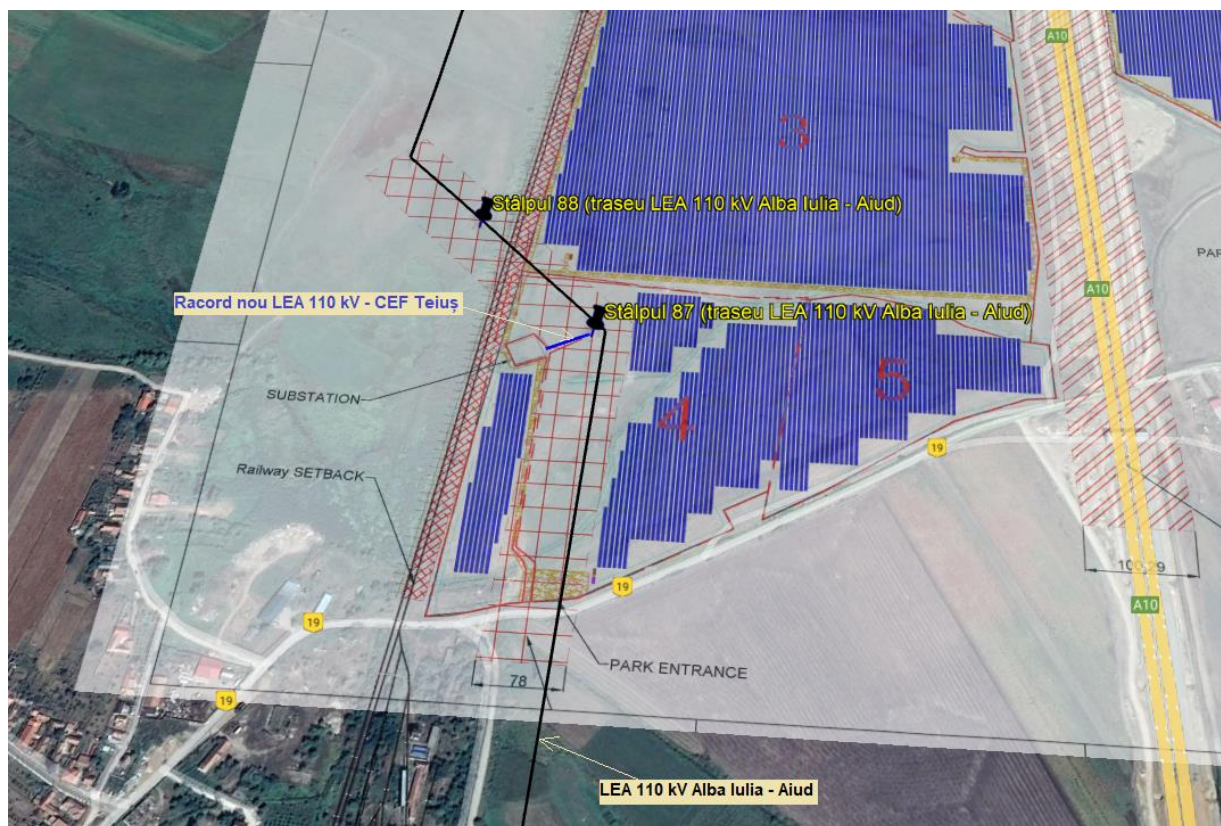 A10
3
Stâlpul 88 (traseu LEA 110 kV Alba Iulia - Aiud)
PAR
Racord nou LEA 110 kV - CEF Teiuș
A10
Stâlpul 87 (traseu LEA 110 kV Alba Iulia - Aiud)
SUBSTATION
5
4
19
Railway SETBACK
100,29
19
A10
19
PARK ENTRANCE
78
19
LEA 110 kV Alba Iulia - Aiud